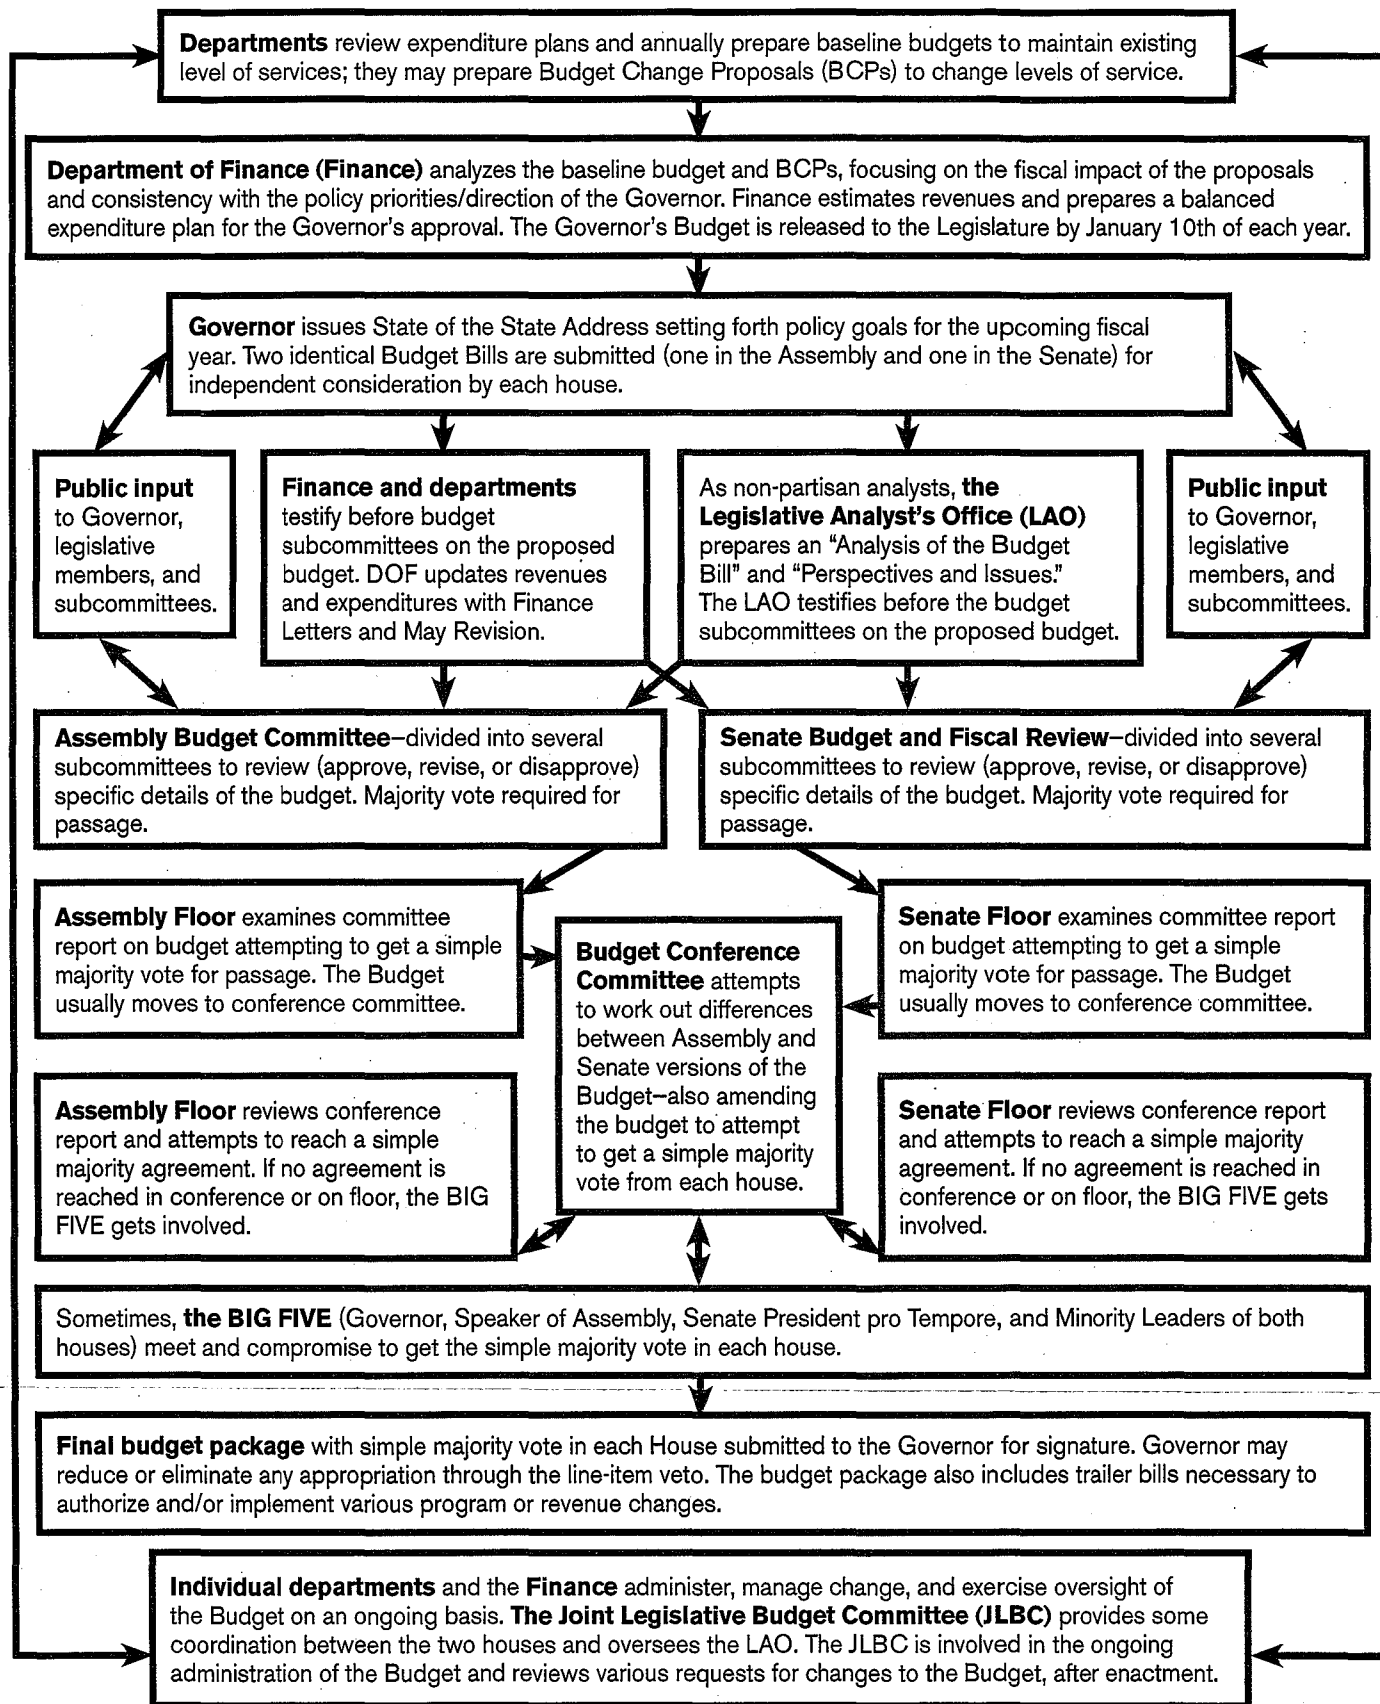 Departments review expenditure plans and annually prepare baseline budgets to maintain existing
level of services; they may prepare Budget Change Proposals (BCPs) to change levels of service.
Department of Finance (Finance) analyzes the baseline budget and BCPs, focusing on the fiscal impact of the proposals
and consistency with the policy priorities/direction of the Governor. Finance estimates revenues and prepares a balanced
expenditure plan for the Governor's approval. The Governor's Budget is released to the Legislature by January 10th of each year.
Governor issues State of the State Address setting forth policy goals for the upcoming fiscal
year. Two identical Budget Bills are submitted (one in the Assembly and one in the Senate) for
independent consideration by each house.
Public input
to Governor,
legislative
members, and
subcommittees.
Finance and departments
testify before budget
subcommittees on the proposed
budget. DOF updates revenues
and expenditures with Finance
Letters and May Revision.
As non-partisan analysts, the
Legislative Analyst's Office (LAO)
prepares an “Analysis of the Budget
Bill” and “Perspectives and Issues.”
The LAO testifies before the budget
subcommittees on the proposed budget.
Public input
to Governor,
legislative
members, and
subcommittees.
Assembly Budget Committee–divided into several
subcommittees to review (approve, revise, or disapprove)
specific details of the budget. Majority vote required for
passage.
Senate Budget and Fiscal Review–divided into several
subcommittees to review (approve, revise, or disapprove)
specific details of the budget. Majority vote required for
passage.
Assembly Floor examines committee
report on budget attempting to get a simple
majority vote for passage. The Budget
usually moves to conference committee.
Budget Conference
Committee attempts
to work out differences
between Assembly and
Senate versions of the
Budget–also amending
the budget to attempt
to get a simple majority
vote from each house.
Senate Floor examines committee report
on budget attempting to get a simple
majority vote for passage. The Budget
usually moves to conference committee.
Assembly Floor reviews conference
report and attempts to reach a simple
majority agreement. If no agreement is
reached in conference or on floor, the BIG
FIVE gets involved.
Senate Floor reviews conference report
and attempts to reach a simple majority
agreement. If no agreement is reached in
conference or on floor, the BIG FIVE gets
involved.
Sometimes, the BIG FIVE (Governor, Speaker of Assembly, Senate President pro Tempore, and Minority Leaders of both
houses) meet and compromise to get the simple majority vote in each house.
Final budget package with simple majority vote in each House submitted to the Governor for signature. Governor may
reduce or eliminate any appropriation through the line-item veto. The budget package also includes trailer bills necessary to
authorize and/or implement various program or revenue changes.
Individual departments and the Finance administer, manage change, and exercise oversight of
the Budget on an ongoing basis. The Joint Legislative Budget Committee (JLBC) provides some
coordination between the two houses and oversees the LAO. The JLBC is involved in the ongoing
administration of the Budget and reviews various requests for changes to the Budget, after enactment.